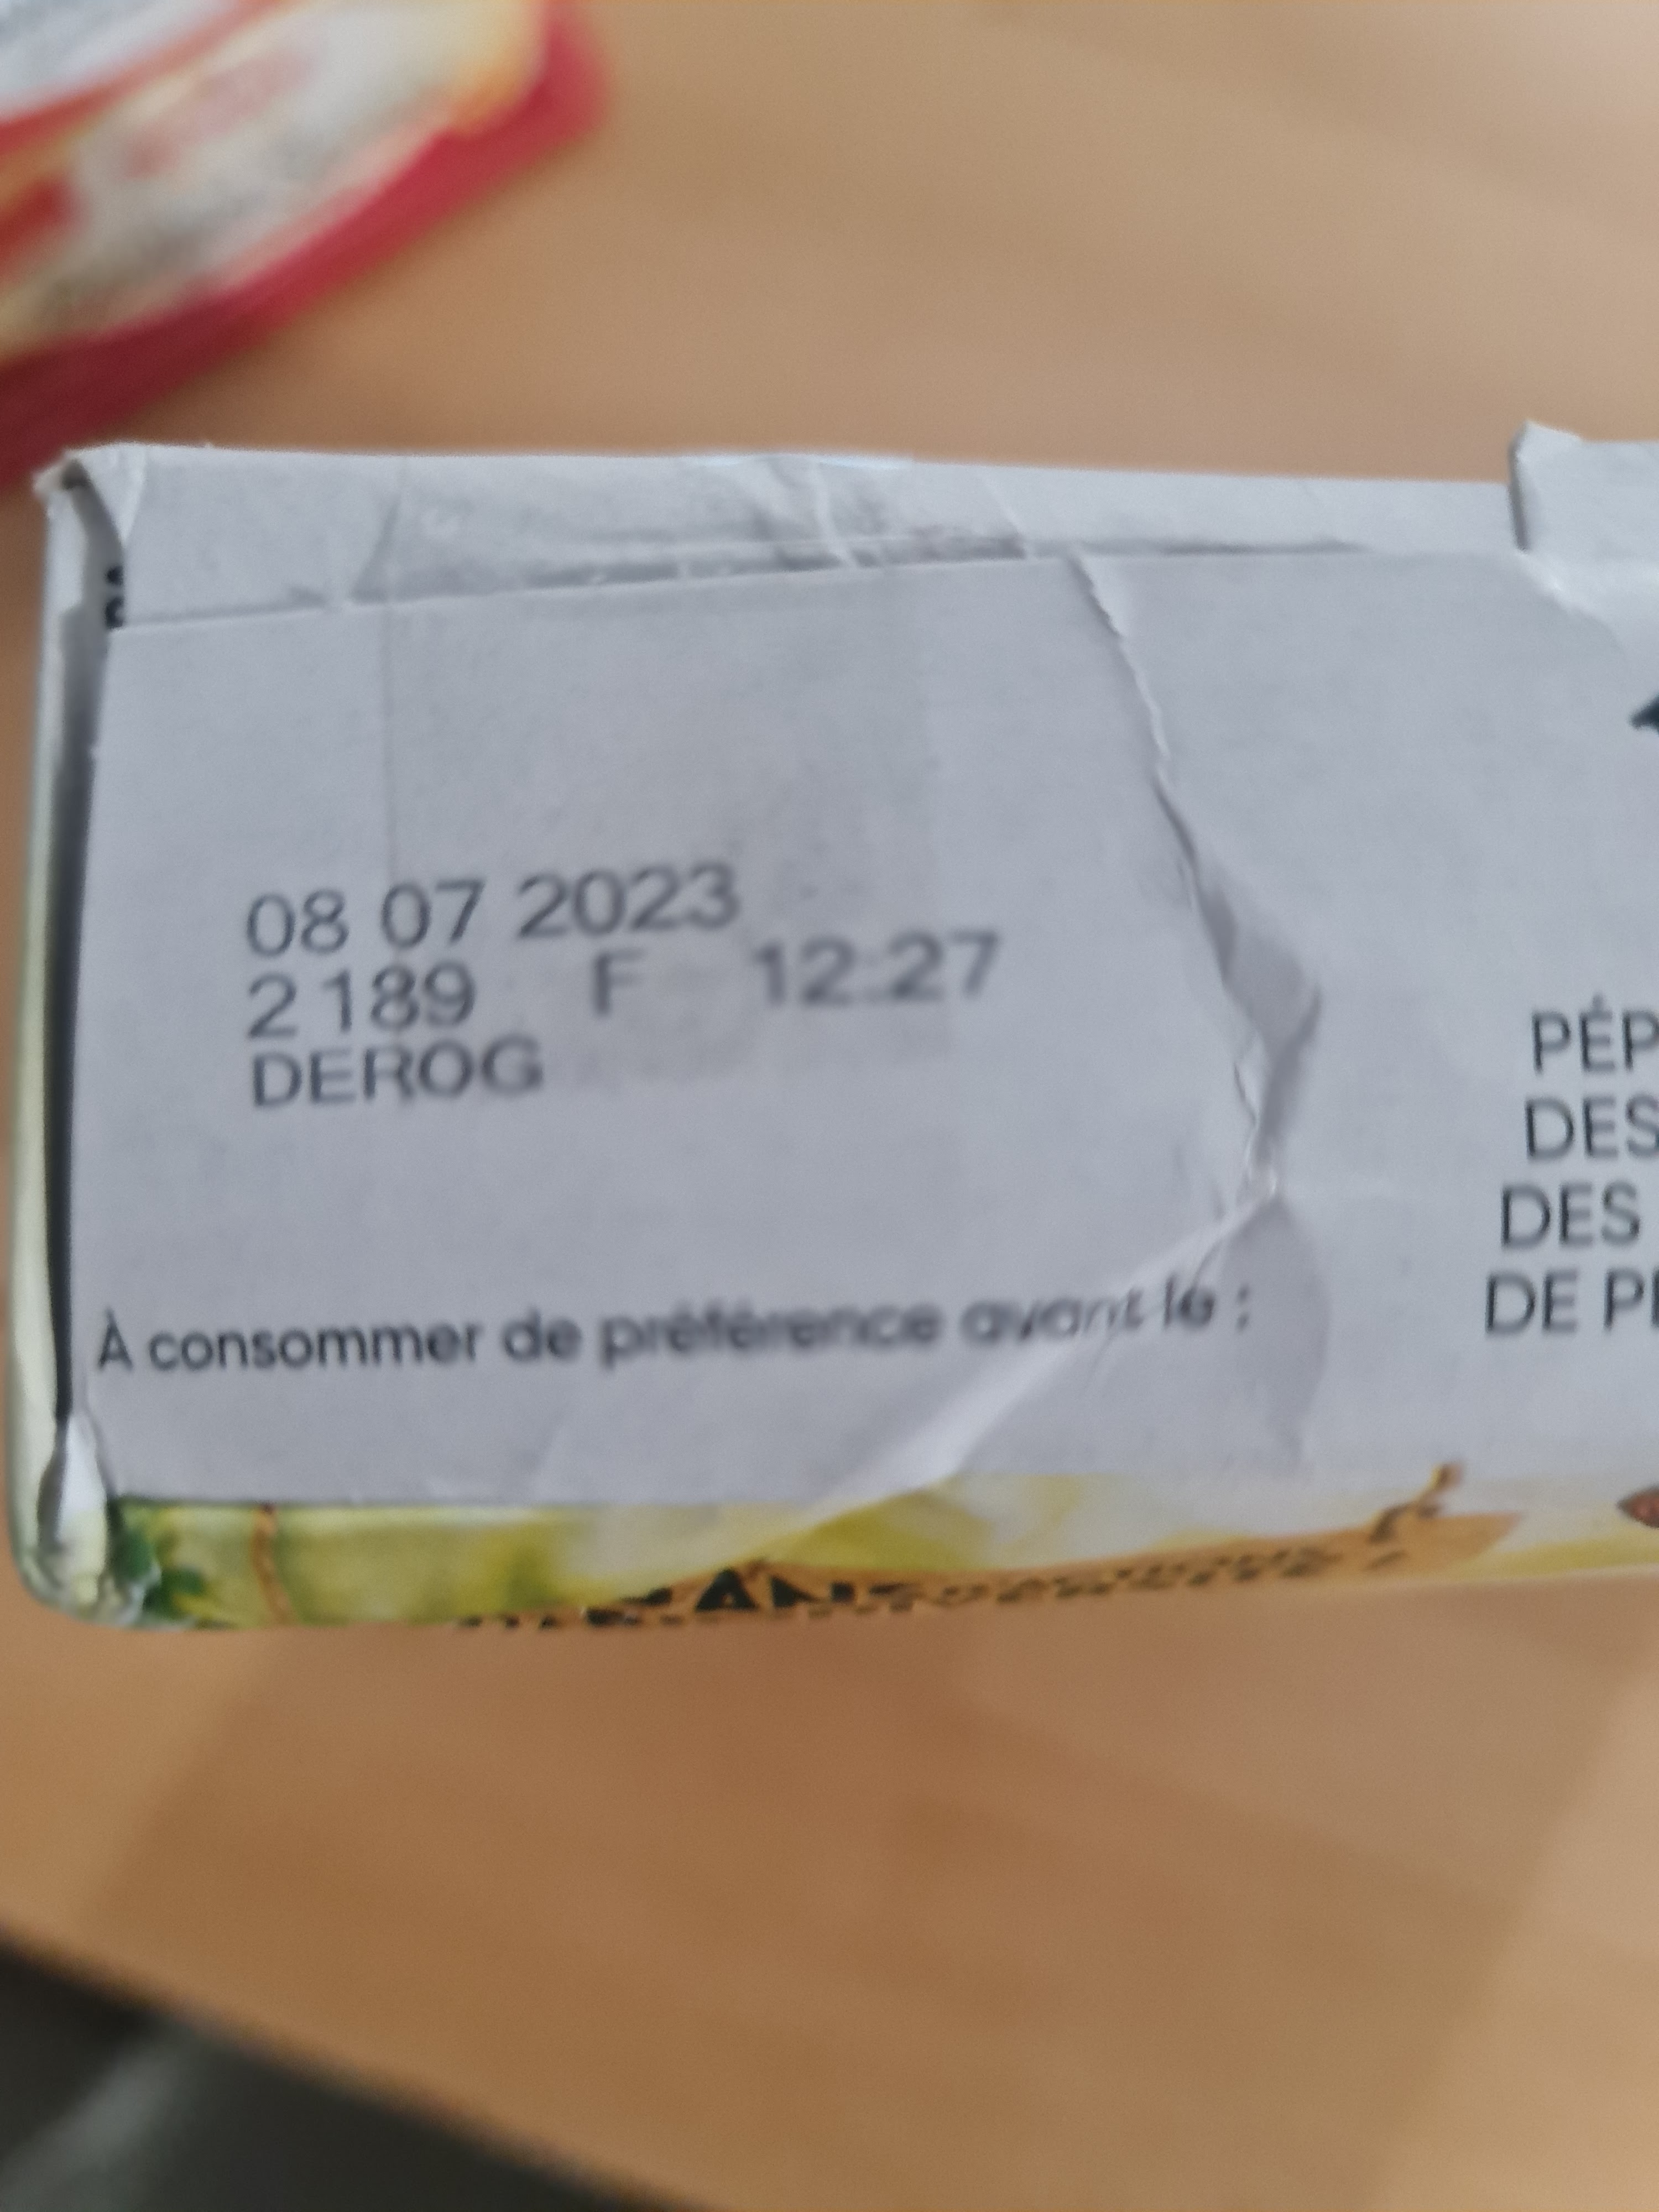 08 07 2023
2189 F 12:27
DEROG
À consommer de préférence avant le :
PÉP
DES
DES
DE P